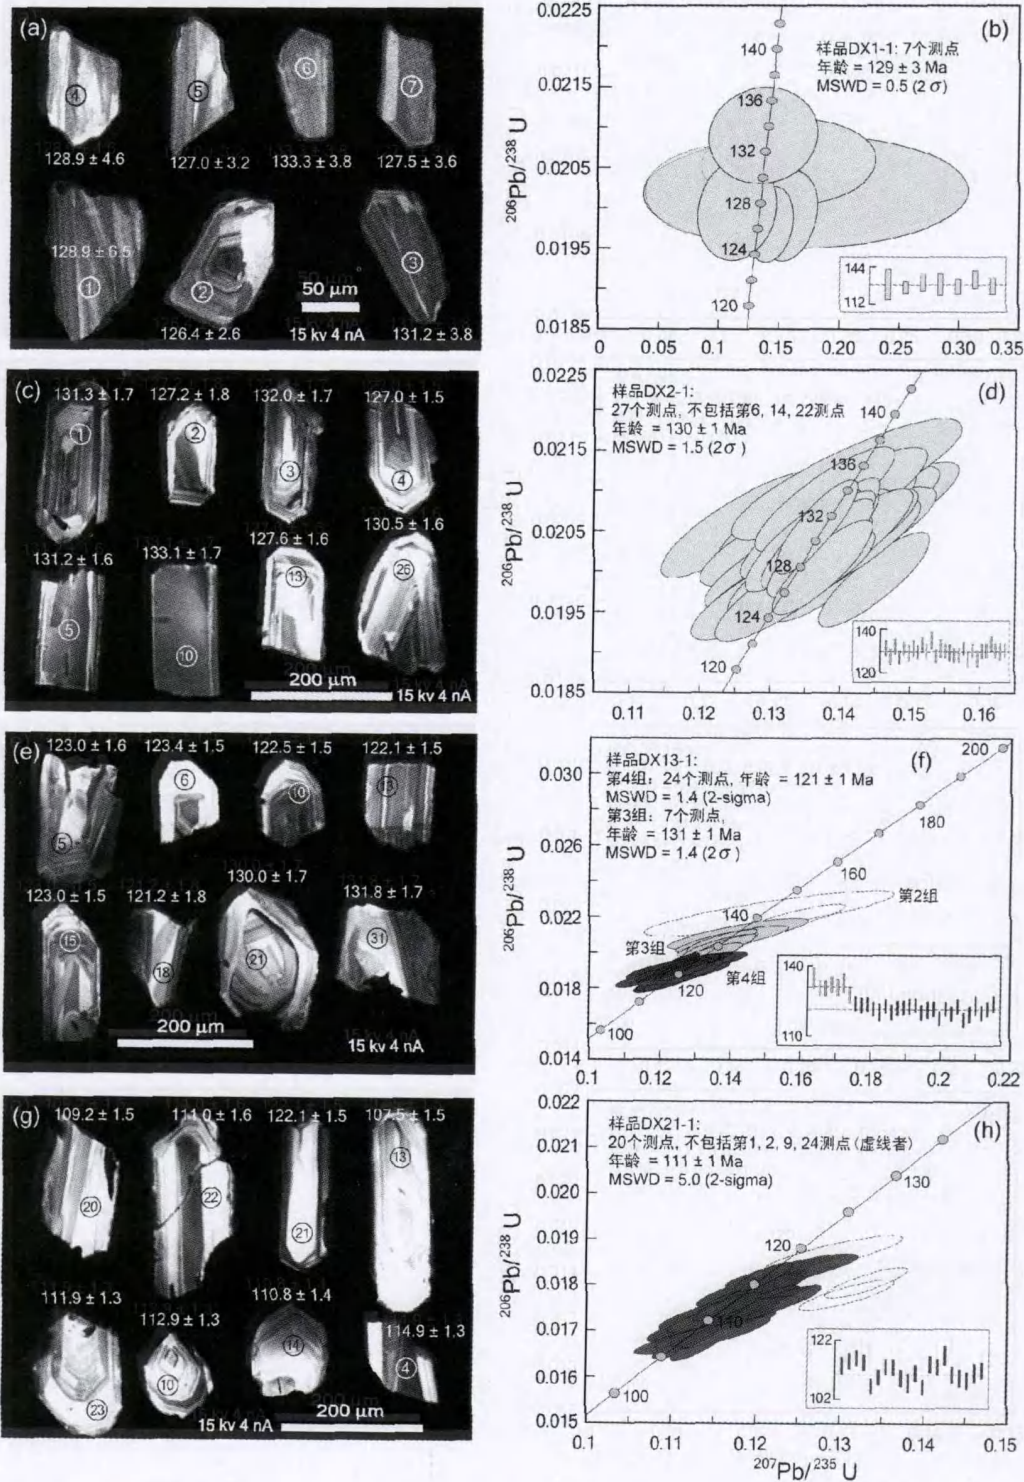 (a)
④
⑤
⑥
⑦
128.9 ± 4.6
127.0 ± 3.2
133.3 ± 3.8
127.5 ± 3.6
128.9 ± 6.5
①
②
③
50 μm
126.4 ± 2.6
15 kv 4 nA
131.2 ± 3.8
(b)
样品DX1-1: 7个测点
年龄 = 129 ± 3 Ma
MSWD = 0.5 (2σ)
0.0225
0.0215
0.0205
0.0195
0.0185
206Pb/238U
140
136
132
128
124
120
144
112
0
0.05
0.1
0.15
0.20
0.25
0.30
0.35
(c)
131.3 ± 1.7
127.2 ± 1.8
132.0 ± 1.7
127.0 ± 1.5
①
②
③
④
131.2 ± 1.6
133.1 ± 1.7
127.6 ± 1.6
130.5 ± 1.6
⑤
⑩
⑬
㉖
200 μm
15 kv 4 nA
(d)
样品DX2-1:
27个测点, 不包括第6, 14, 22测点
年龄 = 130 ± 1 Ma
MSWD = 1.5 (2σ)
0.0225
0.0215
0.0205
0.0195
0.0185
206Pb/238U
140
136
132
128
124
120
140
120
0.11
0.12
0.13
0.14
0.15
0.16
(e)
123.0 ± 1.6
123.4 ± 1.5
122.5 ± 1.5
122.1 ± 1.5
⑤
⑥
⑩
⑬
123.0 ± 1.5
121.2 ± 1.8
130.0 ± 1.7
131.8 ± 1.7
⑮
⑱
㉑
㉛
200 μm
15 kv 4 nA
(f)
样品DX13-1:
第4组: 24个测点, 年龄 = 121 ± 1 Ma
MSWD = 1.4 (2-sigma)
第3组: 7个测点,
年龄 = 131 ± 1 Ma
MSWD = 1.4 (2σ)
0.030
0.026
0.022
0.018
0.014
206Pb/238U
200
180
160
140
120
100
第2组
第3组
第4组
140
110
0.1
0.12
0.14
0.16
0.18
0.2
0.22
(g)
109.2 ± 1.5
111.0 ± 1.6
122.1 ± 1.5
107.5 ± 1.5
⑳
㉒
㉑
⑬
111.9 ± 1.3
112.9 ± 1.3
110.8 ± 1.4
114.9 ± 1.3
㉓
⑩
⑭
④
15 kv 4 nA
200 μm
(h)
样品DX21-1:
20个测点, 不包括第1, 2, 9, 24测点 (虚线者)
年龄 = 111 ± 1 Ma
MSWD = 5.0 (2-sigma)
0.022
0.021
0.020
0.019
0.018
0.017
0.016
0.015
206Pb/238U
130
120
110
100
122
102
0.1
0.11
0.12
0.13
0.14
0.15
207Pb/235U